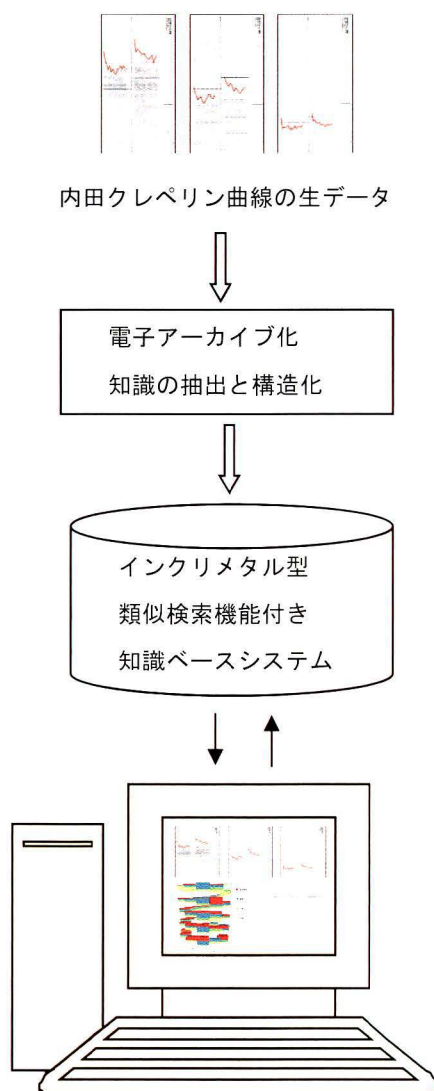 内田クレペリン曲線の生データ
電子アーカイブ化
知識の抽出と構造化
インクリメタル型
類似検索機能付き
知識ベースシステム